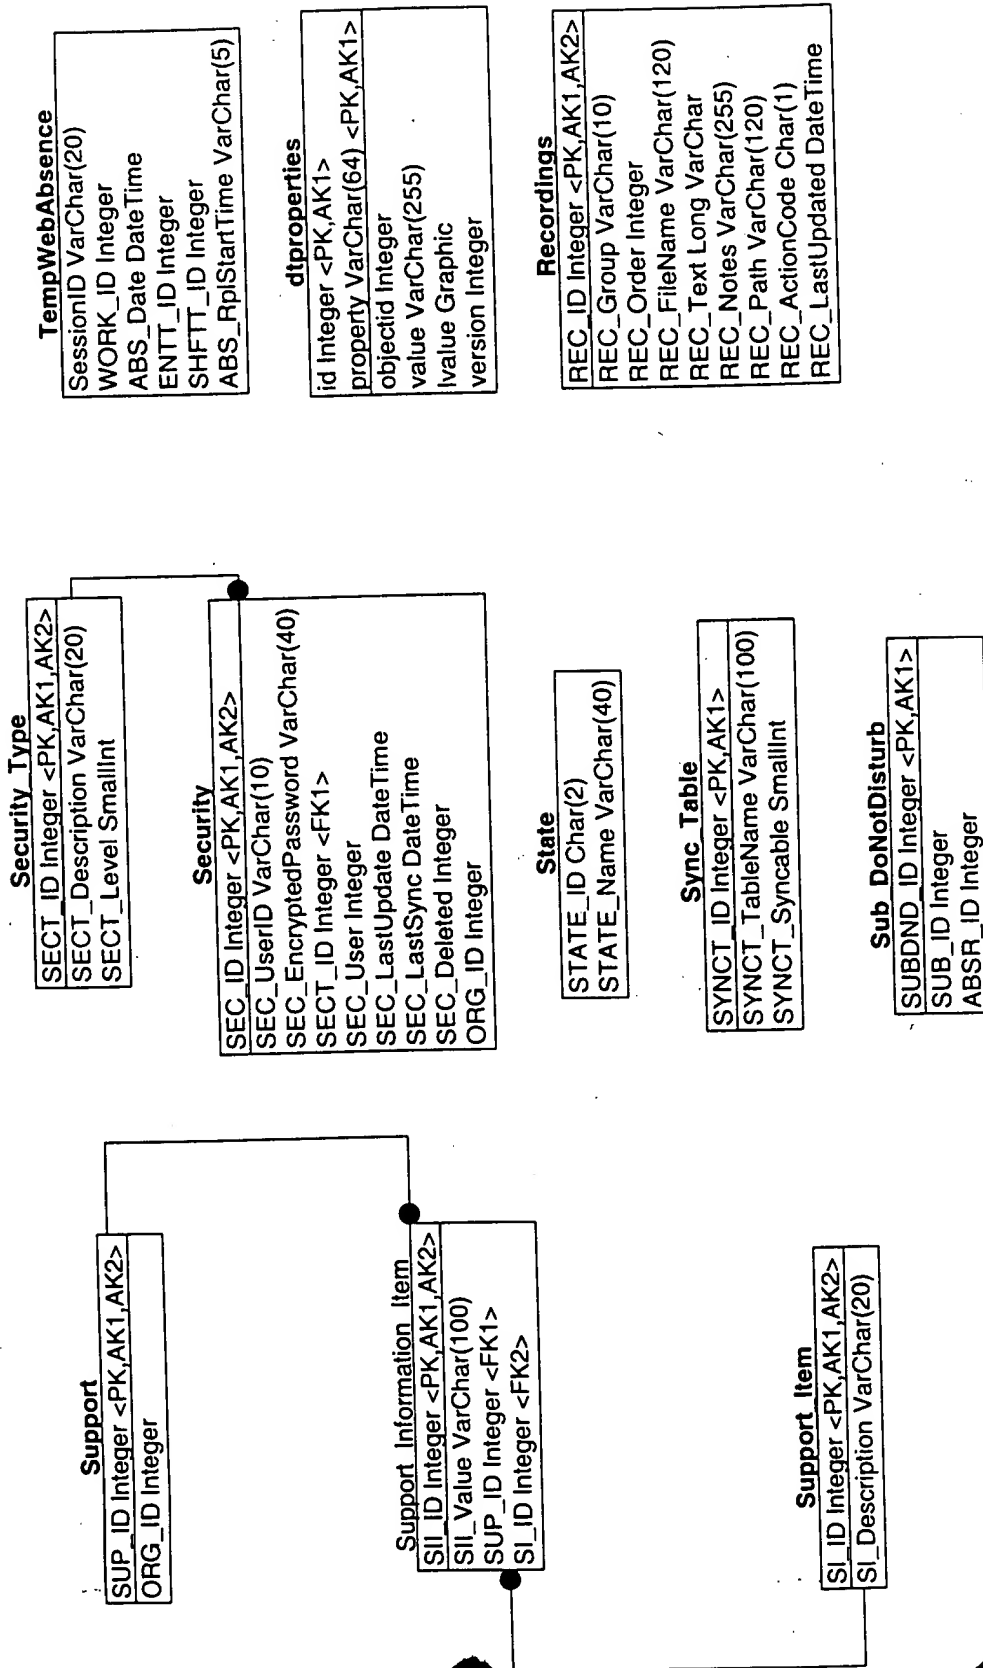 Support
SUP_ID Integer <PK,AK1,AK2>
ORG_ID Integer
Support_Information_Item
SII_ID Integer <PK,AK1,AK2>
SII_Value VarChar(100)
SUP_ID Integer <FK1>
SI_ID Integer <FK2>
Support_Item
SI_ID Integer <PK,AK1,AK2>
SI_Description VarChar(20)
Security_Type
SECT_ID Integer <PK,AK1,AK2>
SECT_Description VarChar(20)
SECT_Level SmallInt
Security
SEC_ID Integer <PK,AK1,AK2>
SEC_UserID VarChar(10)
SEC_EncryptedPassword VarChar(40)
SECT_ID Integer <FK1>
SEC_User Integer
SEC_LastUpdate DateTime
SEC_LastSync DateTime
SEC_Deleted Integer
ORG_ID Integer
State
STATE_ID Char(2)
STATE_Name VarChar(40)
Sync_Table
SYNCT_ID Integer <PK,AK1>
SYNCT_TableName VarChar(100)
SYNCT_Syncable SmallInt
Sub_DoNotDisturb
SUBDND_ID Integer <PK,AK1>
SUB_ID Integer
ABSR_ID Integer
TempWebAbsence
SessionID VarChar(20)
WORK_ID Integer
ABS_Date DateTime
ENTT_ID Integer
SHFTT_ID Integer
ABS_RplStartTime VarChar(5)
dtproperties
id Integer <PK,AK1>
property VarChar(64) <PK,AK1>
objectid Integer
value VarChar(255)
lvalue Graphic
version Integer
Recordings
REC_ID Integer <PK,AK1,AK2>
REC_Group VarChar(10)
REC_Order Integer
REC_FileName VarChar(120)
REC_Text Long VarChar
REC_Notes VarChar(255)
REC_Path VarChar(120)
REC_ActionCode Char(1)
REC_LastUpdated DateTime